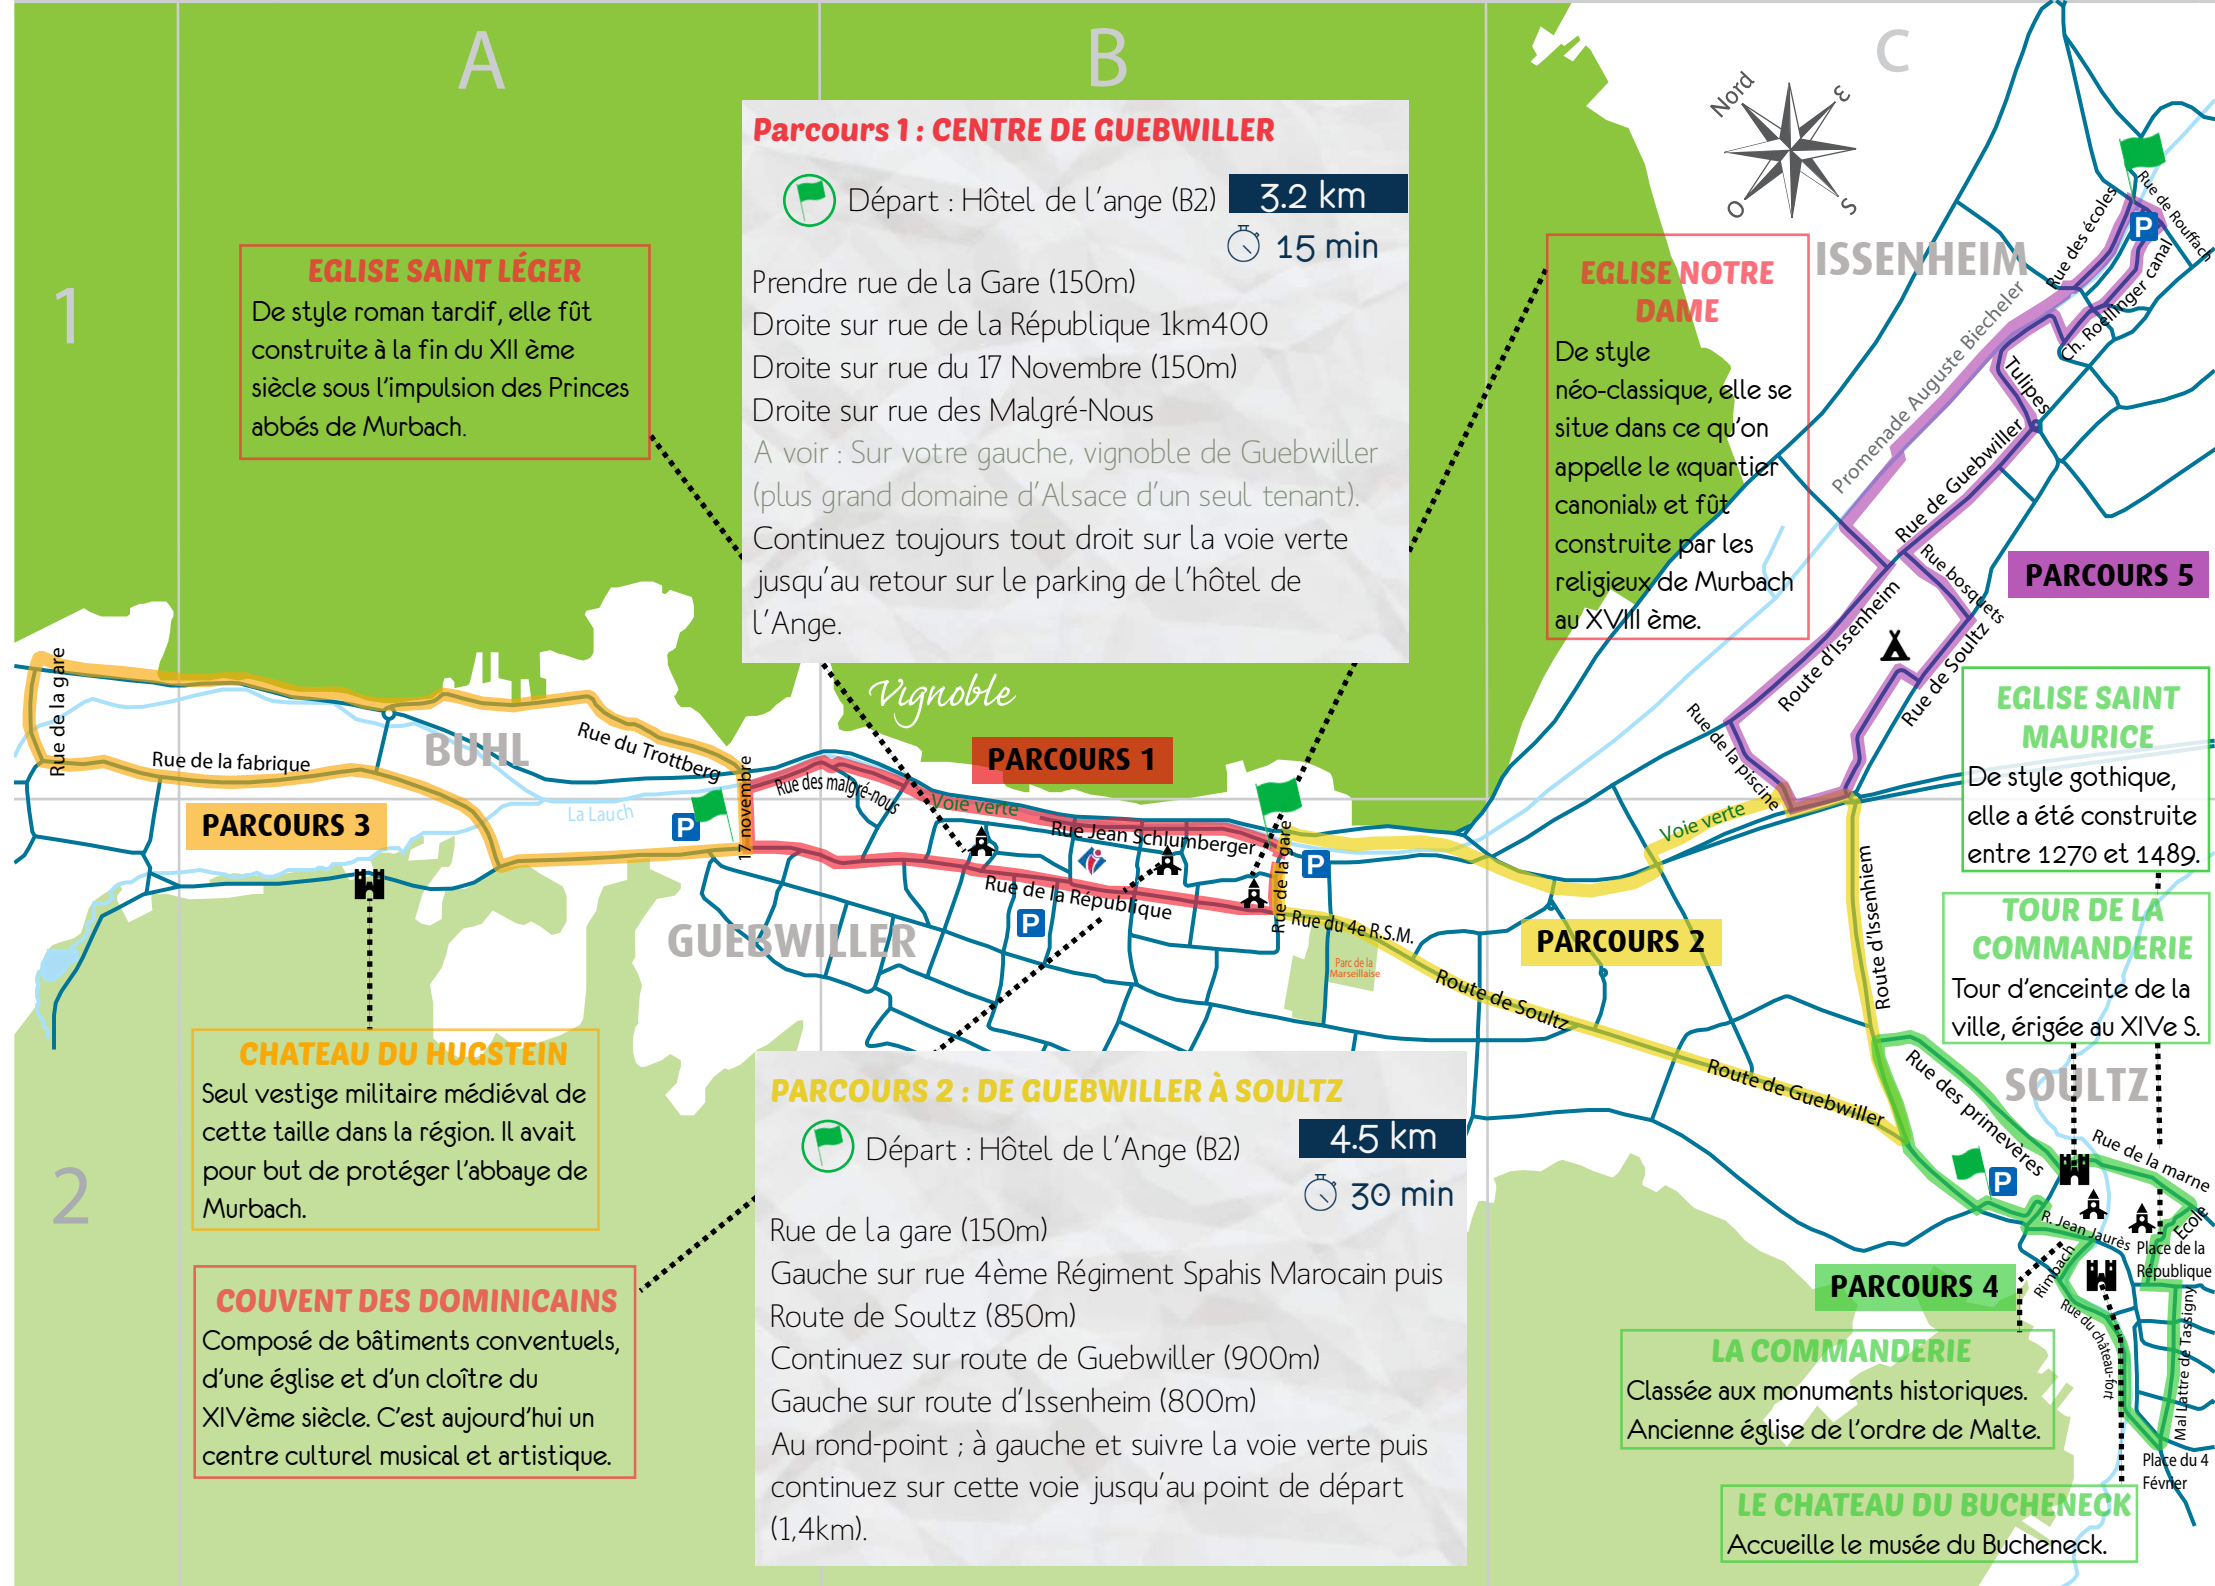 A
B
C
1
2
Nord
E
S
O
Parcours 1 : CENTRE DE GUEBWILLER
Départ : Hôtel de l'ange (B2)
3.2 km
15 min
Prendre rue de la Gare (150m)
Droite sur rue de la République 1km400
Droite sur rue du 17 Novembre (150m)
Droite sur rue des Malgré-Nous
A voir : Sur votre gauche, vignoble de Guebwiller
(plus grand domaine d'Alsace d'un seul tenant).
Continuez toujours tout droit sur la voie verte
jusqu'au retour sur le parking de l'hôtel de
l'Ange.
EGLISE SAINT LÉGER
De style roman tardif, elle fût
construite à la fin du XII ème
siècle sous l'impulsion des Princes
abbés de Murbach.
EGLISE NOTRE
DAME
De style
néo-classique, elle se
situe dans ce qu'on
appelle le «quartier
canonial» et fût
construite par les
religieux de Murbach
au XVIII ème.
ISSENHEIM
Rue des écoles
Rue de Rouffach
P
Ch. Roellinger canal
Promenade Auguste Biecheler
Tulipes
Rue de Guebwiller
Rue bosquets
PARCOURS 5
Route d'Issenheim
Rue de Soultz
Rue de la piscine
EGLISE SAINT
MAURICE
De style gothique,
elle a été construite
entre 1270 et 1489.
TOUR DE LA
COMMANDERIE
Tour d'enceinte de la
ville, érigée au XIVe S.
Rue de la gare
Rue de la fabrique
BUHL
Rue du Trottberg
La Lauch
PARCOURS 3
P
17 novembre
Vignoble
PARCOURS 1
Rue des malgré-nous
Voie verte
Rue Jean Schlumberger
Rue de la gare
P
Rue de la République
P
GUEBWILLER
Rue du 4e R.S.M.
Parc de la
Marseillaise
Voie verte
PARCOURS 2
Route de Soultz
Route d'Issenhiem
Route de Guebwiller
CHATEAU DU HUGSTEIN
Seul vestige militaire médiéval de
cette taille dans la région. Il avait
pour but de protéger l'abbaye de
Murbach.
COUVENT DES DOMINICAINS
Composé de bâtiments conventuels,
d'une église et d'un cloître du
XIVème siècle. C'est aujourd'hui un
centre culturel musical et artistique.
PARCOURS 2 : DE GUEBWILLER À SOULTZ
Départ : Hôtel de l'Ange (B2)
4.5 km
30 min
Rue de la gare (150m)
Gauche sur rue 4ème Régiment Spahis Marocain puis
Route de Soultz (850m)
Continuez sur route de Guebwiller (900m)
Gauche sur route d'Issenheim (800m)
Au rond-point ; à gauche et suivre la voie verte puis
continuez sur cette voie jusqu'au point de départ
(1,4km).
SOULTZ
Rue des primevères
Rue de la marne
P
R. Jean Jaurès
Ecole
Place de la
République
Rimbach
PARCOURS 4
Rue du château-fort
Mal Lattre de Tassigny
LA COMMANDERIE
Classée aux monuments historiques.
Ancienne église de l'ordre de Malte.
Place du 4
Février
LE CHATEAU DU BUCHENECK
Accueille le musée du Bucheneck.